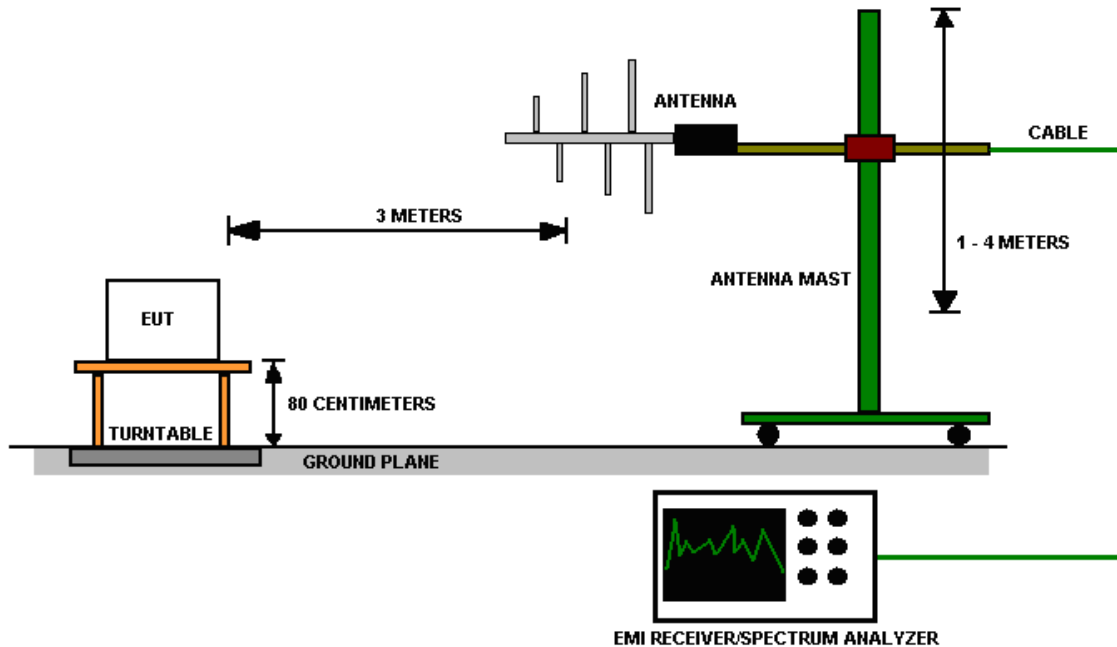 ANTENNA
CABLE
3 METERS
1 - 4 METERS
ANTENNA MAST
EUT
80 CENTIMETERS
TURNTABLE
GROUND PLANE
EMI RECEIVER/SPECTRUM ANALYZER